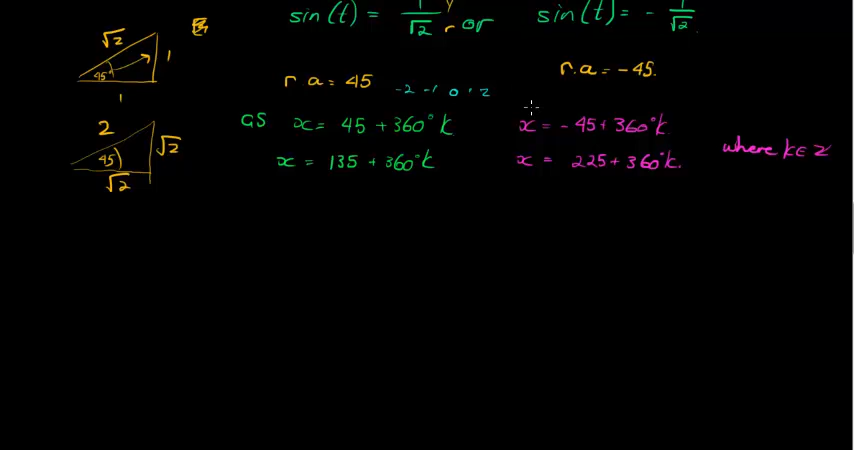 sin(t) = 1/√2 y r or sin(t) = - 1/√2
√2
1
45°
1
r.a = 45
-2 -1 0 1 2
r.a = -45.
GS x = 45 + 360°k
x = -45 + 360°k.
x = 135 + 360°k
x = 225 + 360°k.
where k∈Z
2
45
√2
√2